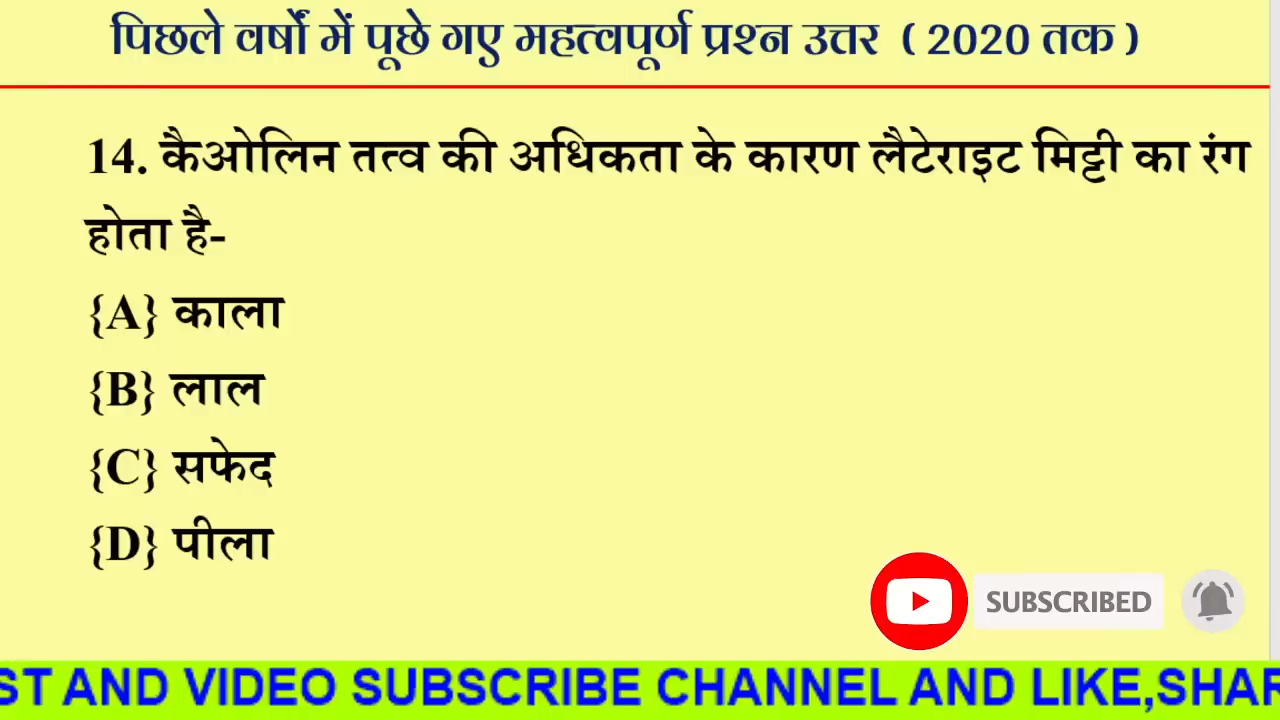 पिछले वर्षों में पूछे गए महत्वपूर्ण प्रश्न उत्तर ( 2020 तक )
14. कैओलिन तत्व की अधिकता के कारण लैटेराइट मिट्टी का रंग
होता है-
{A} काला
{B} लाल
{C} सफेद
{D} पीला
SUBSCRIBED
ST AND VIDEO SUBSCRIBE CHANNEL AND LIKE,SHAR